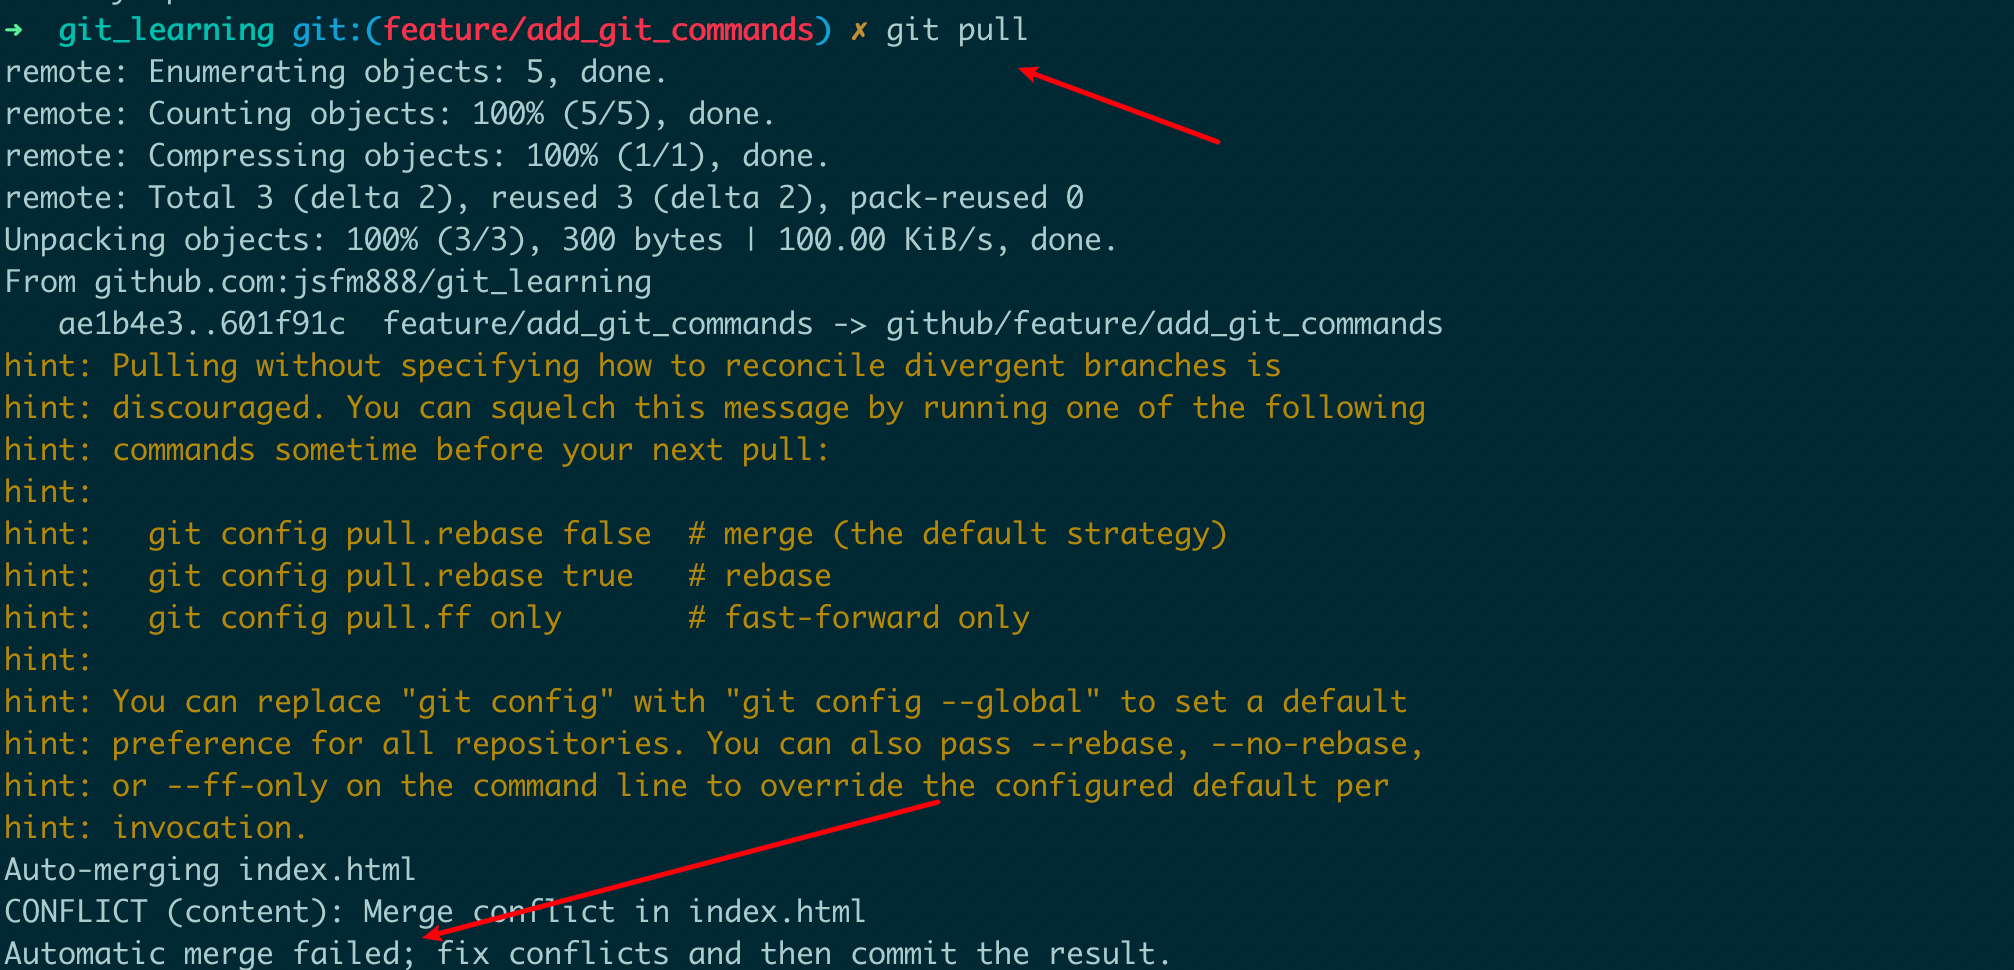 ➜  git_learning git:(feature/add_git_commands) ✗ git pull
remote: Enumerating objects: 5, done.
remote: Counting objects: 100% (5/5), done.
remote: Compressing objects: 100% (1/1), done.
remote: Total 3 (delta 2), reused 3 (delta 2), pack-reused 0
Unpacking objects: 100% (3/3), 300 bytes | 100.00 KiB/s, done.
From github.com:jsfm888/git_learning
   ae1b4e3..601f91c  feature/add_git_commands -> github/feature/add_git_commands
hint: Pulling without specifying how to reconcile divergent branches is
hint: discouraged. You can squelch this message by running one of the following
hint: commands sometime before your next pull:
hint:
hint:   git config pull.rebase false  # merge (the default strategy)
hint:   git config pull.rebase true   # rebase
hint:   git config pull.ff only       # fast-forward only
hint:
hint: You can replace "git config" with "git config --global" to set a default
hint: preference for all repositories. You can also pass --rebase, --no-rebase,
hint: or --ff-only on the command line to override the configured default per
hint: invocation.
Auto-merging index.html
CONFLICT (content): Merge conflict in index.html
Automatic merge failed; fix conflicts and then commit the result.